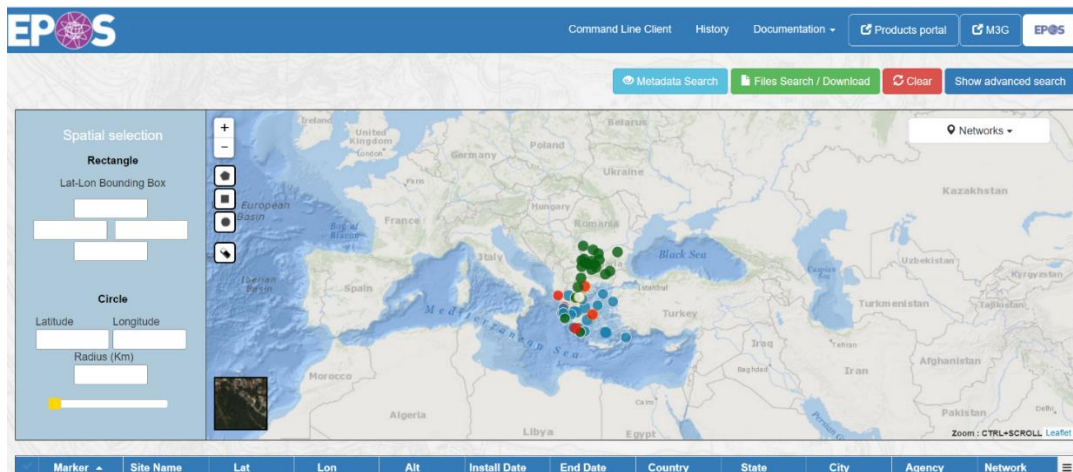 EPOS
Command Line Client History Documentation Products portal M3G EPOS
Metadata Search Files Search / Download Clear Show advanced search
Spatial selection
Rectangle
Lat-Lon Bounding Box
Circle
Latitude Longitude
Radius (Km)
+
−
Networks
Ireland
United
Kingdom
London
Belarus
Poland
Germany
Paris
Ukraine
Kazakhstan
European
Basin
Bay of
Biscay
France
Hungary
Romania
Italy
Black Sea
Caspian
Uzbekistan
Kyrgyzstan
Iberian
Basin
Spain
Istanbul
Turkey
Turkmenistan
Tajikistan
Mediterranean Sea
Iraq
Tehran
Baghdad
Iran
Afghanistan
Morocco
Algeria
Libya
Cairo
Egypt
Persian
Pakistan
Delhi
Zoom : CTRL+SCROLL Leaflet
Marker Site Name Lat Lon Alt Install Date End Date Country State City Agency Network